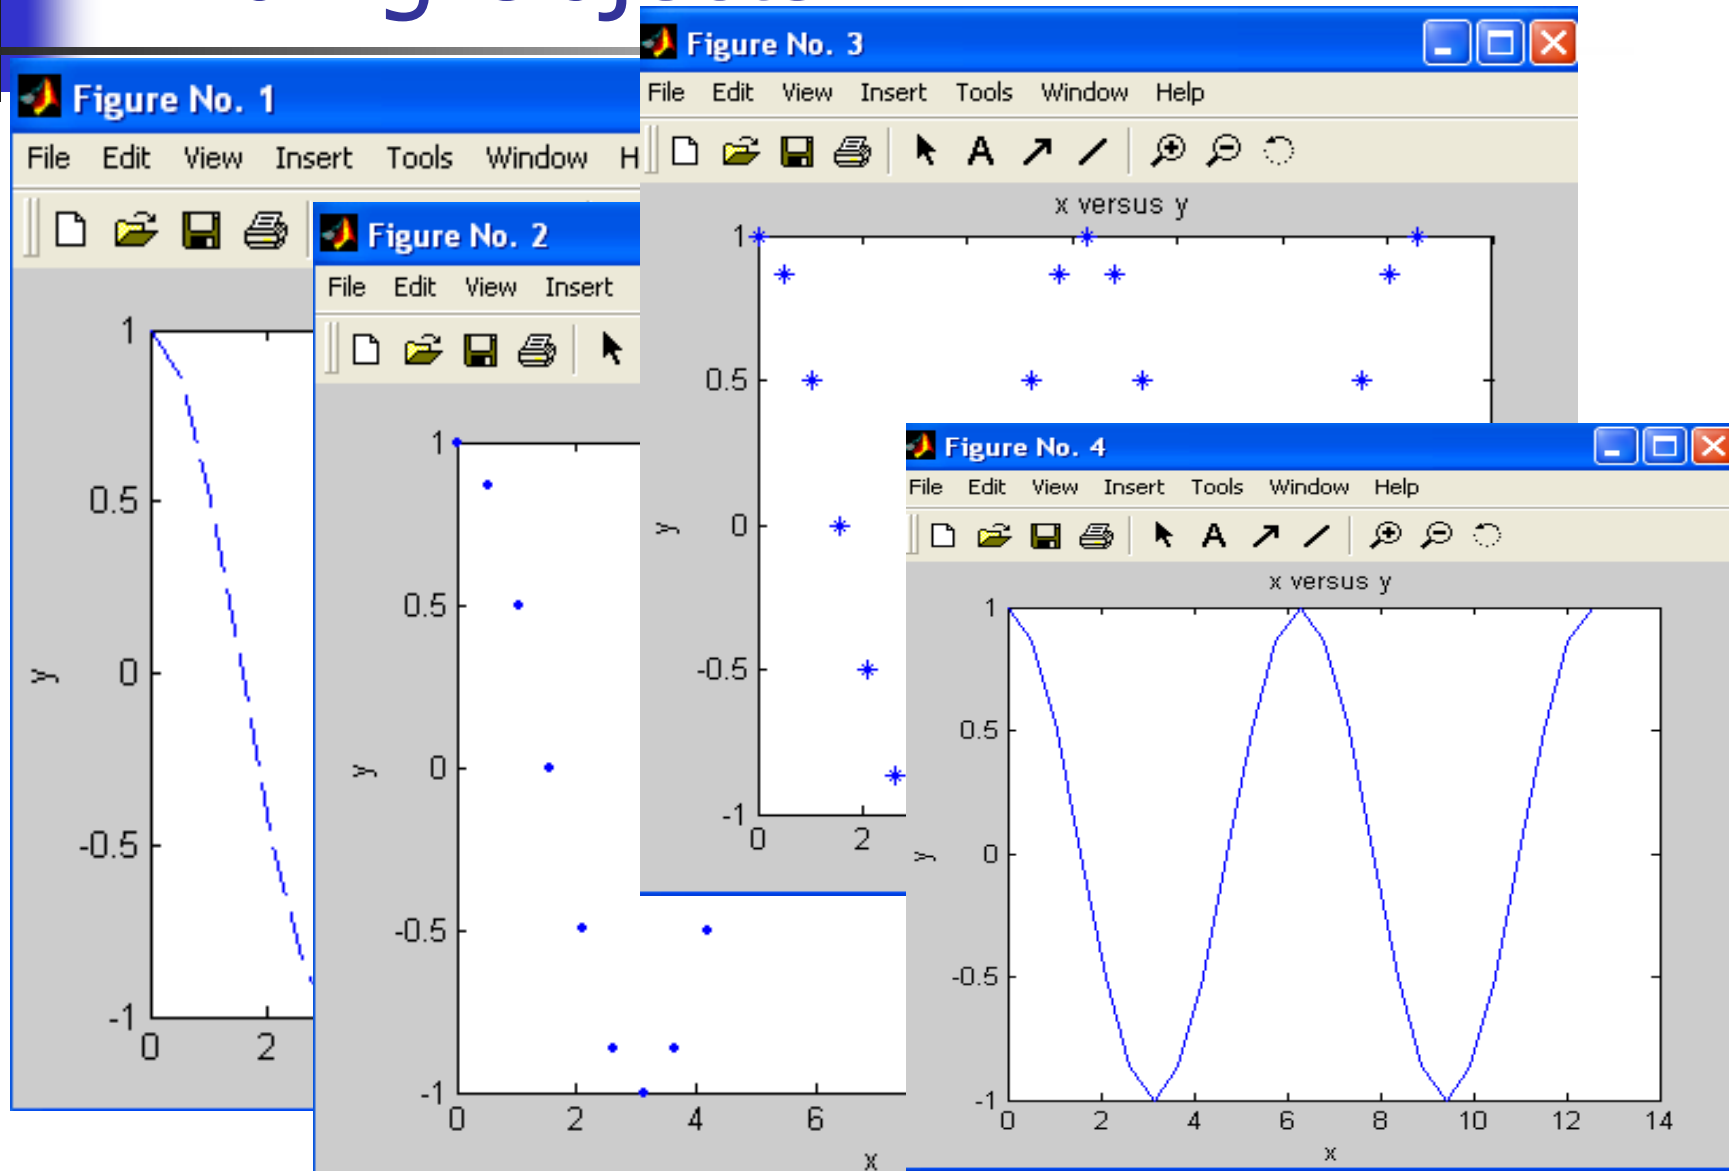 Figure No. 1
File Edit View Insert Tools Window H
1
0.5
0
-0.5
-1
0 2
y
Figure No. 2
File Edit View Insert
1
0.5
0
-0.5
-1
0 2 4 6
y
x
Figure No. 3
File Edit View Insert Tools Window Help
A
x versus y
1
0.5
0
-0.5
-1
0 2
y
Figure No. 4
File Edit View Insert Tools Window Help
A
x versus y
1
0.5
0
-0.5
-1
0 2 4 6 8 10 12 14
y
x